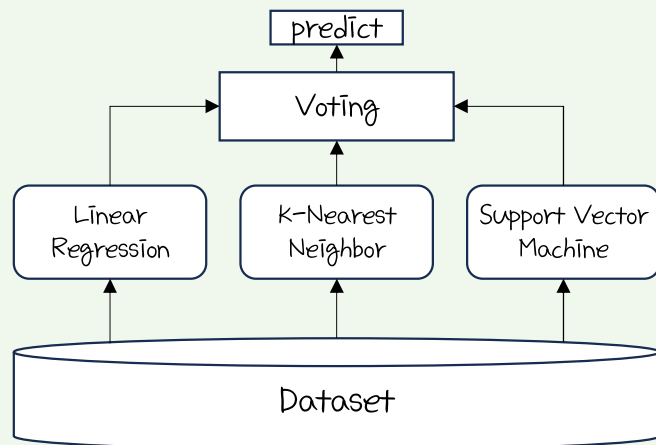 predict
Voting
Linear
Regression
K-Nearest
Neighbor
Support Vector
Machine
Dataset